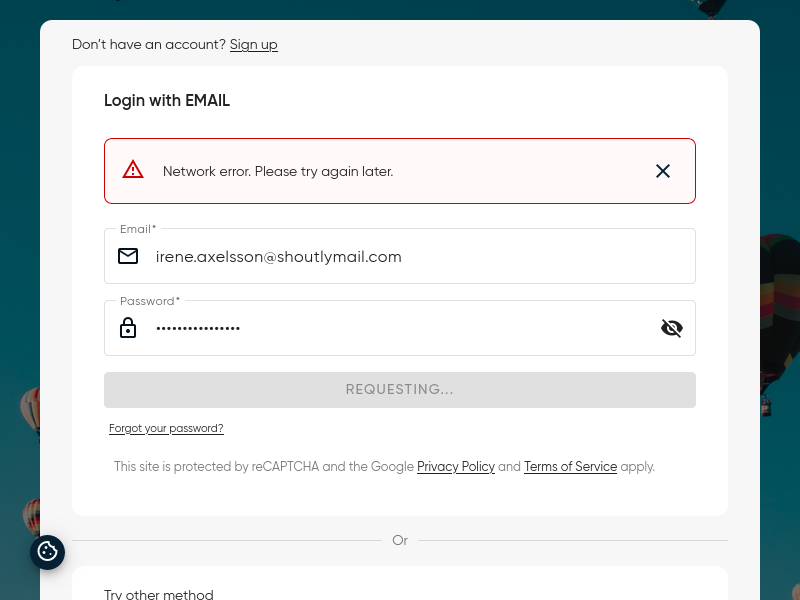 Don’t have an account? Sign up
Login with EMAIL
Network error. Please try again later.
Email*
irene.axelsson@shoutlymail.com
Password*
••••••••••••••••
REQUESTING...
Forgot your password?
This site is protected by reCAPTCHA and the Google Privacy Policy and Terms of Service apply.
Or
Try other method